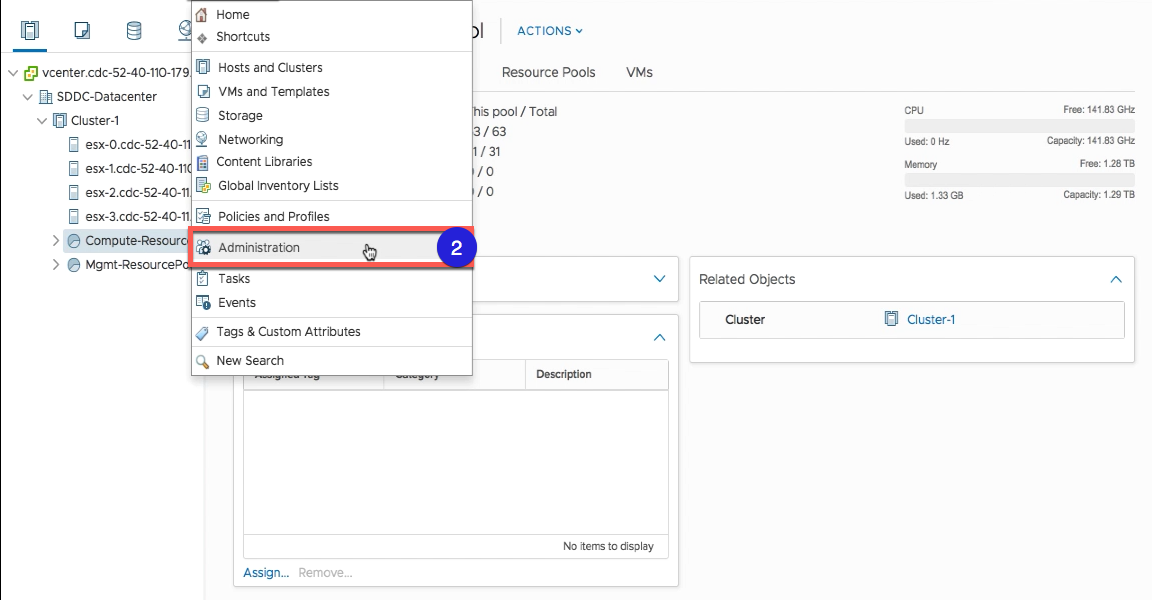 Home
Shortcuts
Hosts and Clusters
VMs and Templates
Storage
Networking
Content Libraries
Global Inventory Lists
Policies and Profiles
Administration
2
Tasks
Events
Tags & Custom Attributes
New Search
ACTIONS
vcenter.cdc-52-40-110-179.
SDDC-Datacenter
Cluster-1
esx-0.cdc-52-40-11
esx-1.cdc-52-40-110
esx-2.cdc-52-40-11.
esx-3.cdc-52-40-11.
Compute-Resourc
Mgmt-ResourcePo
Resource Pools VMs
his pool / Total
3 / 63
1 / 31
/ 0
/ 0
CPU Free: 141.83 GHz
Used: 0 Hz Capacity: 141.83 GHz
Memory Free: 1.28 TB
Used: 1.33 GB Capacity: 1.29 TB
Related Objects
Cluster Cluster-1
Assigned Tag Category Description
No items to display
Assign... Remove...